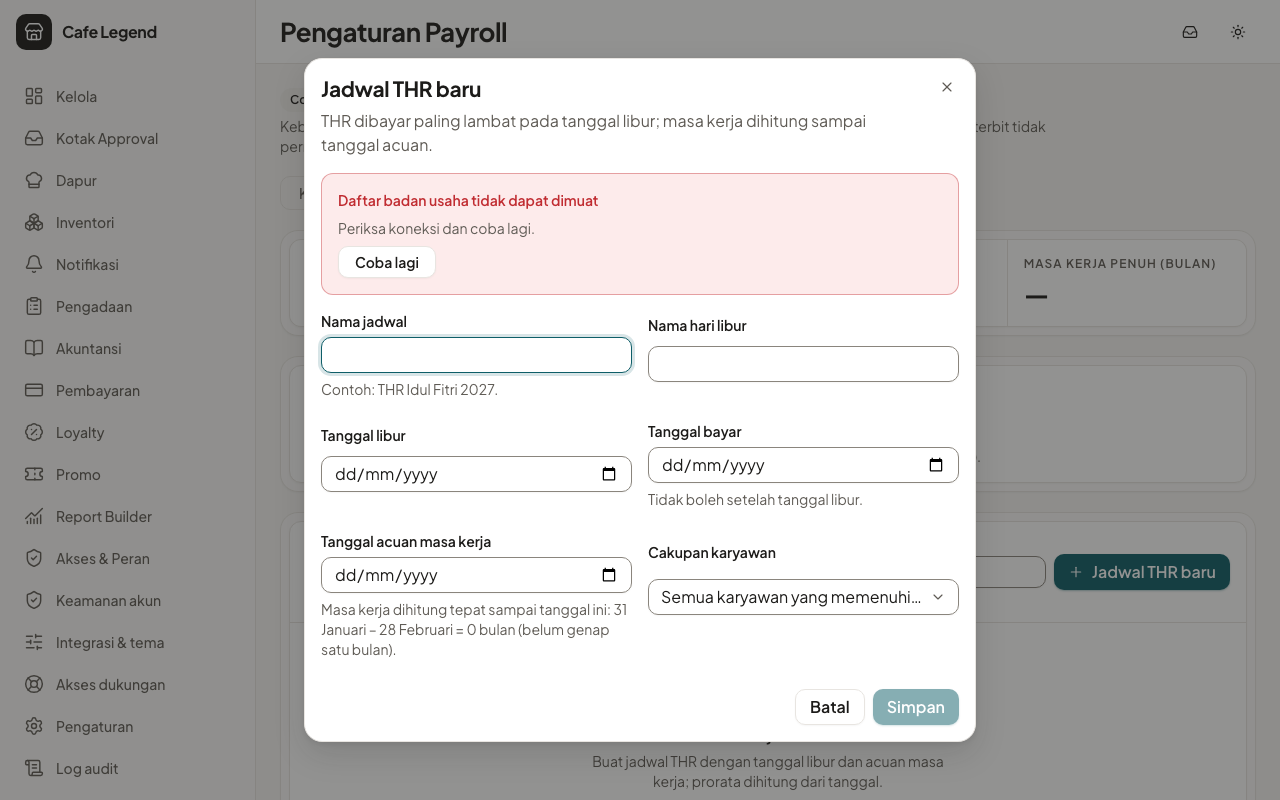 Cafe Legend
Pengaturan Payroll
Kelola
Kotak Approval
Dapur
Inventori
Notifikasi
Pengadaan
Akuntansi
Pembayaran
Loyalty
Promo
Report Builder
Akses & Peran
Keamanan akun
Integrasi & tema
Akses dukungan
Pengaturan
Log audit
terbit tidak
MASA KERJA PENUH (BULAN)
—
Jadwal THR baru
THR dibayar paling lambat pada tanggal libur; masa kerja dihitung sampai
tanggal acuan.
Daftar badan usaha tidak dapat dimuat
Periksa koneksi dan coba lagi.
Coba lagi
Nama jadwal
Contoh: THR Idul Fitri 2027.
Nama hari libur
Tanggal libur
dd/mm/yyyy
Tanggal bayar
dd/mm/yyyy
Tidak boleh setelah tanggal libur.
Tanggal acuan masa kerja
dd/mm/yyyy
Masa kerja dihitung tepat sampai tanggal ini: 31
Januari – 28 Februari = 0 bulan (belum genap
satu bulan).
Cakupan karyawan
Semua karyawan yang memenuhi...
Batal
Simpan
+ Jadwal THR baru
Buat jadwal THR dengan tanggal libur dan acuan masa
kerja; prorata dihitung dari tanggal.